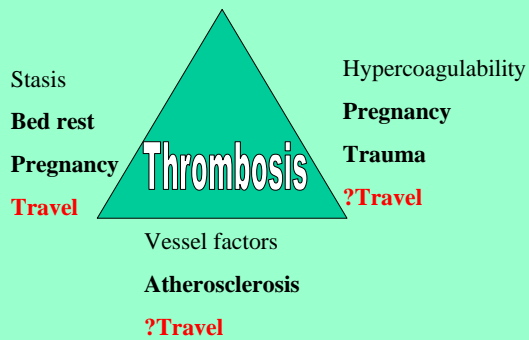 Stasis
Bed rest
Pregnancy
Travel
Thrombosis
Hypercoagulability
Pregnancy
Trauma
?Travel
Vessel factors
Atherosclerosis
?Travel